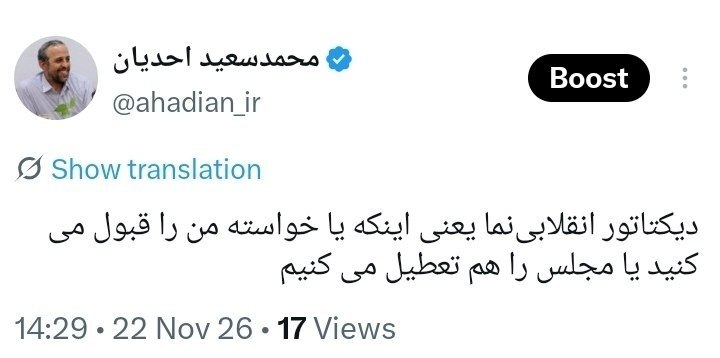 محمدسعید احدیان
@ahadian_ir
Boost
Show translation
دیکتاتور انقلابی‌نما یعنی اینکه یا خواسته من را قبول می
کنید یا مجلس را هم تعطیل می کنیم
14:29 • 22 Nov 26 • 17 Views